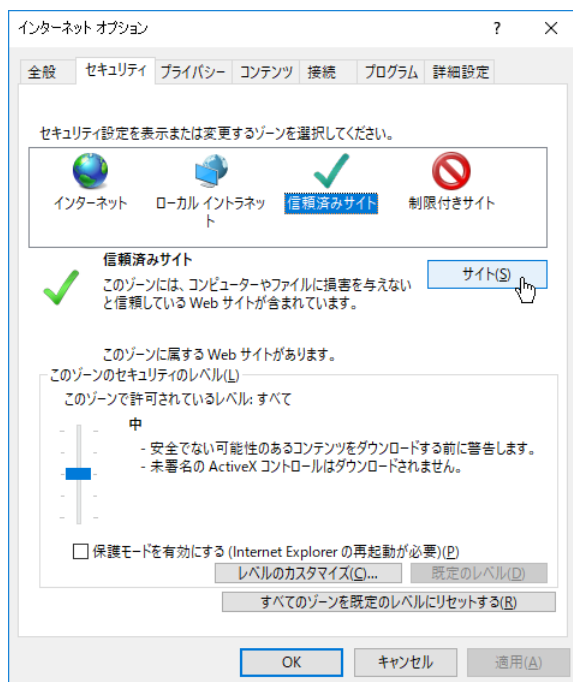 インターネット オプション
全般 セキュリティ プライバシー コンテンツ 接続 プログラム 詳細設定
セキュリティ設定を表示または変更するゾーンを選択してください。
インターネット ローカル イントラネット 信頼済みサイト 制限付きサイト
信頼済みサイト
サイト(S)
このゾーンには、コンピューターやファイルに損害を与えない
と信頼している Web サイトが含まれています。
このゾーンに属する Web サイトがあります。
このゾーンのセキュリティのレベル(L)
このゾーンで許可されているレベル: すべて
中
- 安全でない可能性のあるコンテンツをダウンロードする前に警告します。
- 未署名の ActiveX コントロールはダウンロードされません。
保護モードを有効にする (Internet Explorer の再起動が必要)(P)
レベルのカスタマイズ(C)... 既定のレベル(D)
すべてのゾーンを既定のレベルにリセットする(R)
OK キャンセル 適用(A)